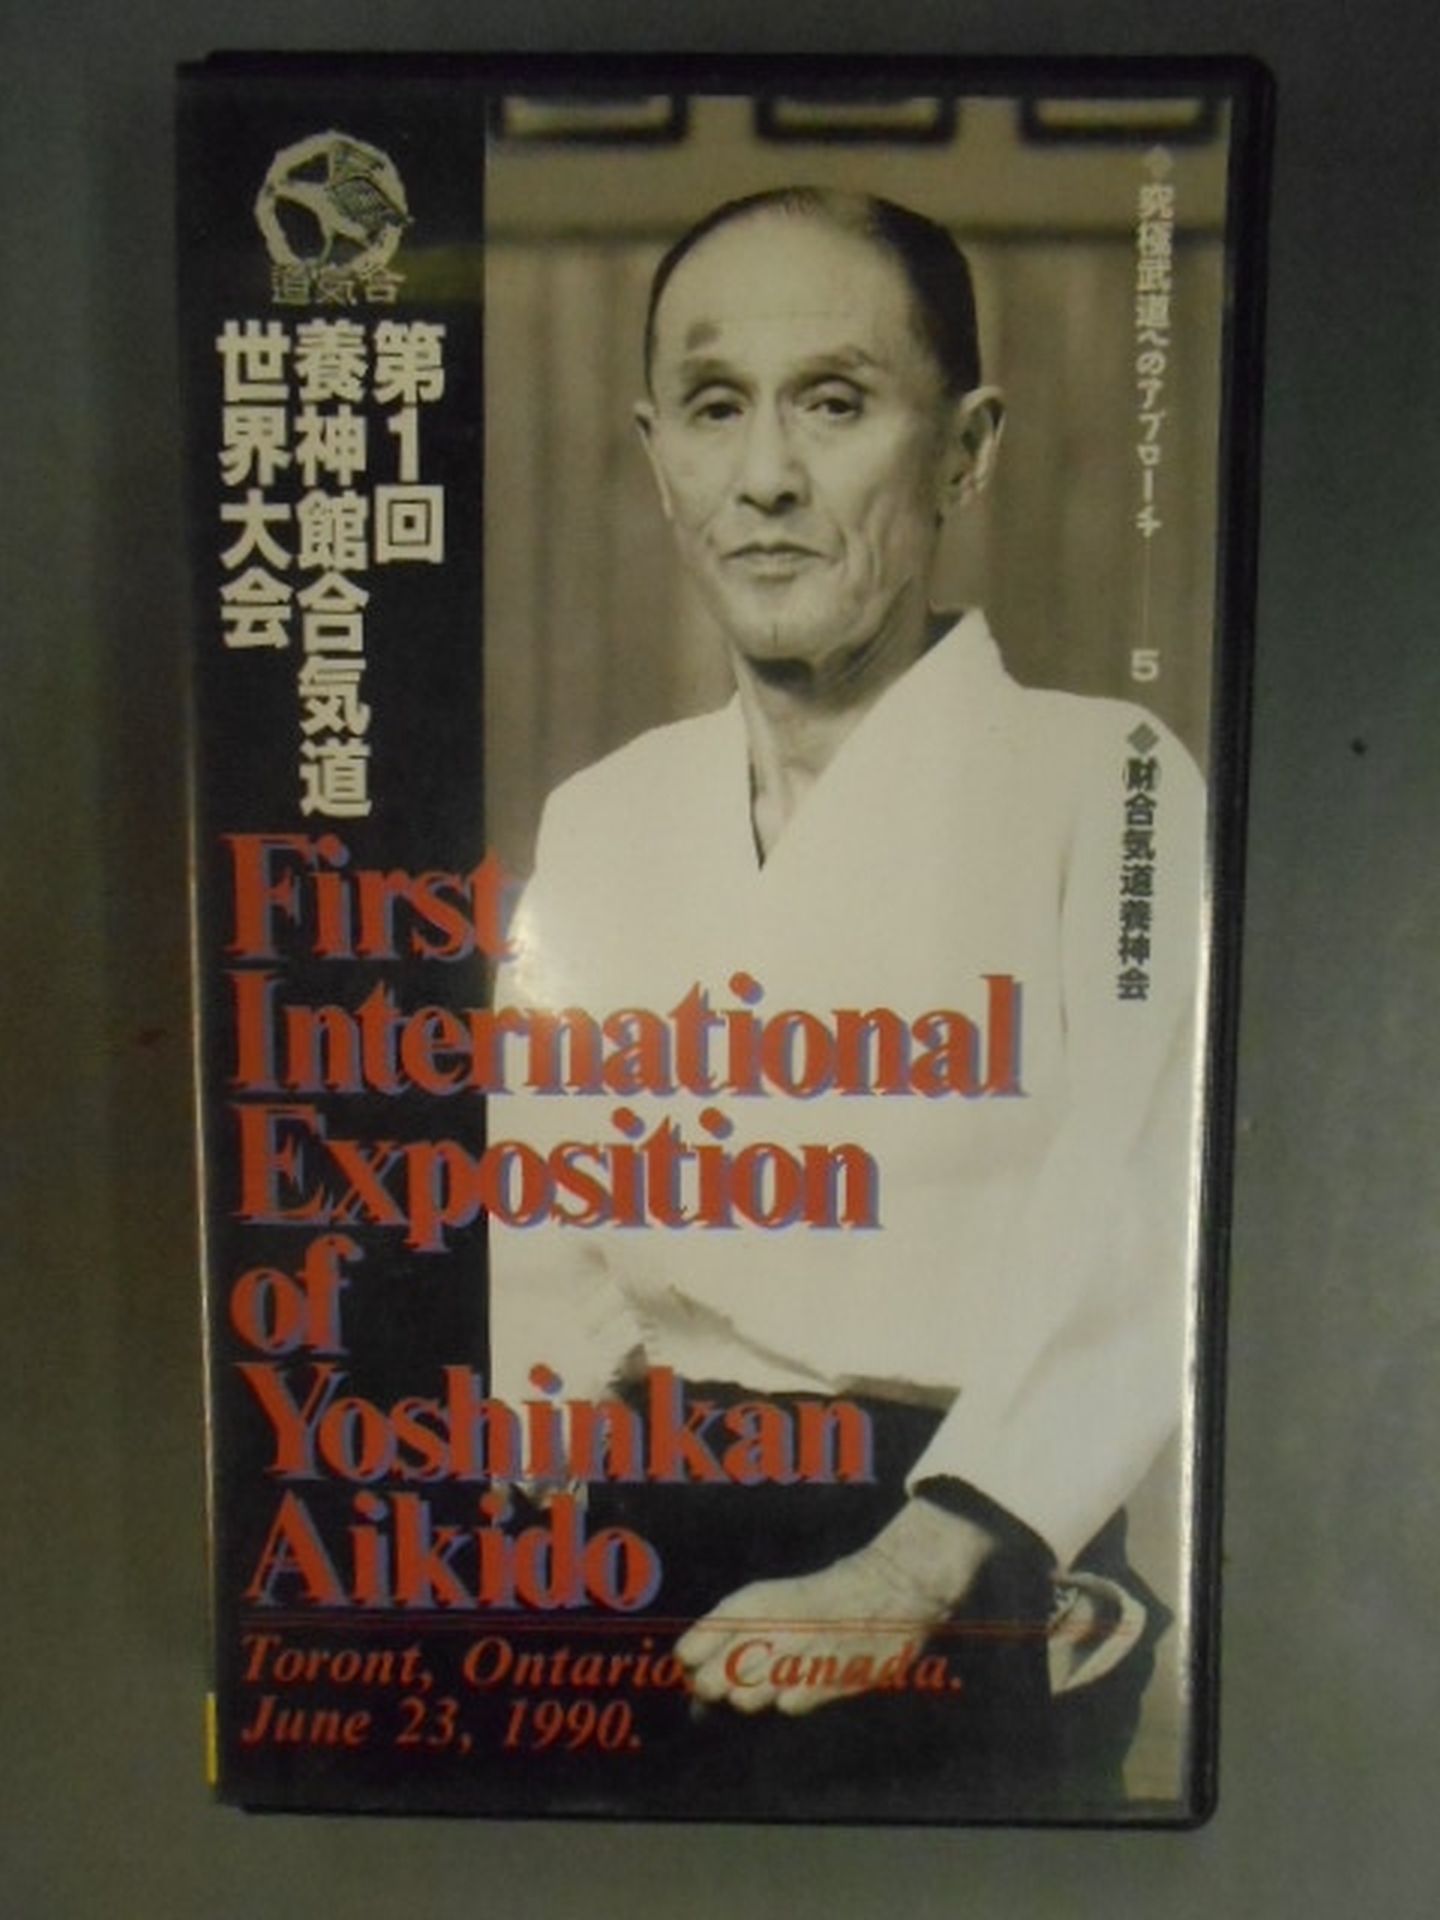 合気道
第1回
養神館合気道
世界大会
◆究極武道へのアプローチ——5◆㈶合気道養神会
First
International
Exposition
of
Yoshinkan
Aikido
Toront, Ontario, Canada.
June 23, 1990.